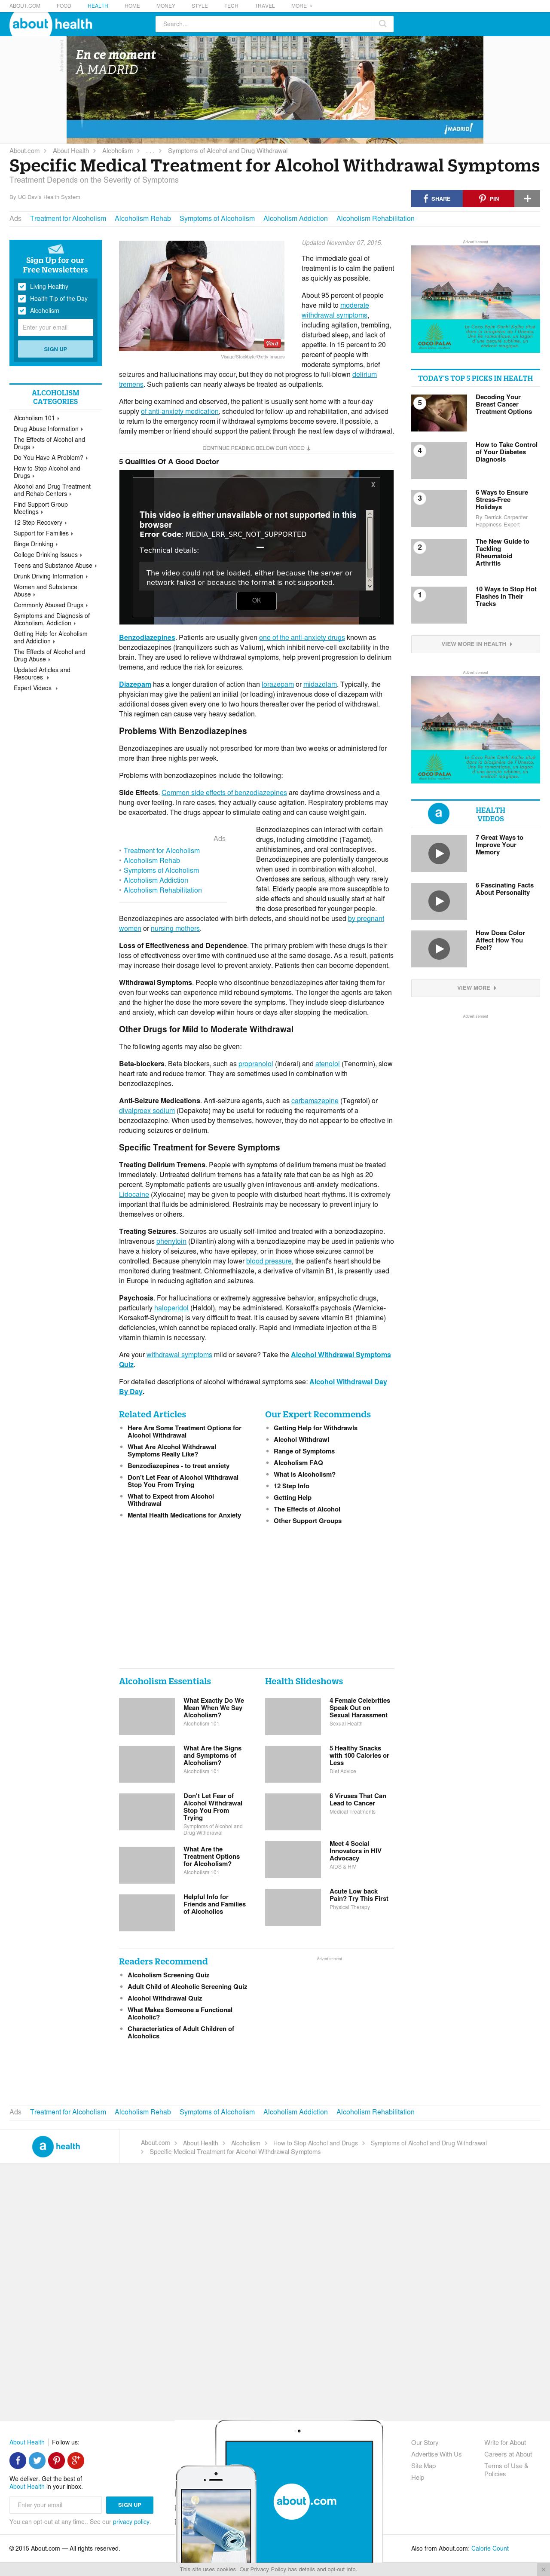 ABOUT.COM FOOD HEALTH HOME MONEY STYLE TECH TRAVEL MORE
about health
Search...
En ce moment
À MADRID
¡MADRID!
About.com > About Health > Alcoholism > . . . > Symptoms of Alcohol and Drug Withdrawal
Specific Medical Treatment for Alcohol Withdrawal Symptoms
Treatment Depends on the Severity of Symptoms
By UC Davis Health System
SHARE PIN
Ads Treatment for Alcoholism Alcoholism Rehab Symptoms of Alcoholism Alcoholism Addiction Alcoholism Rehabilitation
Sign Up for our
Free Newsletters
Living Healthy
Health Tip of the Day
Alcoholism
Enter your email
SIGN UP
ALCOHOLISM
CATEGORIES
Alcoholism 101
Drug Abuse Information
The Effects of Alcohol and
Drugs
Do You Have A Problem?
How to Stop Alcohol and
Drugs
Alcohol and Drug Treatment
and Rehab Centers
Find Support Group
Meetings
12 Step Recovery
Support for Families
Binge Drinking
College Drinking Issues
Teens and Substance Abuse
Drunk Driving Information
Women and Substance
Abuse
Commonly Abused Drugs
Symptoms and Diagnosis of
Alcoholism, Addiction
Getting Help for Alcoholism
and Addiction
The Effects of Alcohol and
Drug Abuse
Updated Articles and
Resources
Expert Videos
Pin it
Yilage/iStockbyte/Getty Images
Updated November 07, 2015.
The immediate goal of
treatment is to calm the patient
as quickly as possible.
About 95 percent of people
have mild to moderate
withdrawal symptoms,
including agitation, trembling,
and loss of appetite. In 15 to 20
percent of people with
moderate symptoms, brief
seizures and hallucinations may occur, but they do not progress to full-blown delirium
tremens. Such patients can nearly always be treated as outpatients.
After being examined and observed, the patient is usually sent home with a four-day
supply of anti-anxiety medication, scheduled for follow-up and rehabilitation, and advised
to return to the emergency room if withdrawal symptoms become severe. If possible, a
family member or friend should support the patient through the next few days of withdrawal.
CONTINUE READING BELOW OUR VIDEO ↓
5 Qualities Of A Good Doctor
X
This video is either unavailable or not supported in this
browser
Error Code: MEDIA_ERR_SRC_NOT_SUPPORTED
Technical details:
The video could not be loaded, either because the server or
network failed or because the format is not supported.
OK
Benzodiazepines. Patients are usually given one of the anti-anxiety drugs known as
benzodiazepines (tranquilizers such as Valium), which inhibit nerve-cell excitability in the
brain. They are used to relieve withdrawal symptoms, help prevent progression to delirium
tremens, and reduce the risk for seizures.
Diazepam has a longer duration of action than lorazepam or midazolam. Typically, the
physician may give the patient an initial (or loading) intravenous dose of diazepam with
additional doses given every one to two hours thereafter over the period of withdrawal.
This regimen can cause very heavy sedation.
Problems With Benzodiazepines
Benzodiazepines are usually not prescribed for more than two weeks or administered for
more than three nights per week.
Problems with benzodiazepines include the following:
Side Effects. Common side effects of benzodiazepines are daytime drowsiness and a
hung-over feeling. In rare cases, they actually cause agitation. Respiratory problems may
be exacerbated. The drugs appear to stimulate eating and can cause weight gain.
Ads
Treatment for Alcoholism
Alcoholism Rehab
Symptoms of Alcoholism
Alcoholism Addiction
Alcoholism Rehabilitation
Benzodiazepines can interact with certain
drugs, including cimetidine (Tagamet),
antihistamines, and oral contraceptives.
Benzodiazepines are potentially dangerous
when used in combination with alcohol.
Overdoses are serious, although very rarely
fatal. Elderly people are more susceptible to
side effects and should usually start at half
the dose prescribed for younger people.
Benzodiazepines are associated with birth defects, and should not be used by pregnant
women or nursing mothers.
Loss of Effectiveness and Dependence. The primary problem with these drugs is their
loss of effectiveness over time with continued use at the same dosage. As a result, patients
may increase their dosage level to prevent anxiety. Patients then can become dependent.
Withdrawal Symptoms. People who discontinue benzodiazepines after taking them for
even four weeks can experience mild rebound symptoms. The longer the agents are taken
and the higher the dose the more severe the symptoms. They include sleep disturbance
and anxiety, which can develop within hours or days after stopping the medication.
Other Drugs for Mild to Moderate Withdrawal
The following agents may also be given:
Beta-blockers. Beta blockers, such as propranolol (Inderal) and atenolol (Tenormin), slow
heart rate and reduce tremor. They are sometimes used in combination with
benzodiazepines.
Anti-Seizure Medications. Anti-seizure agents, such as carbamazepine (Tegretol) or
divalproex sodium (Depakote) may be useful for reducing the requirements of a
benzodiazepine. When used by themselves, however, they do not appear to be effective in
reducing seizures or delirium.
Specific Treatment for Severe Symptoms
Treating Delirium Tremens. People with symptoms of delirium tremens must be treated
immediately. Untreated delirium tremens has a fatality rate that can be as high as 20
percent. Symptomatic patients are usually given intravenous anti-anxiety medications.
Lidocaine (Xylocaine) may be given to people with disturbed heart rhythms. It is extremely
important that fluids be administered. Restraints may be necessary to prevent injury to
themselves or others.
Treating Seizures. Seizures are usually self-limited and treated with a benzodiazepine.
Intravenous phenytoin (Dilantin) along with a benzodiazepine may be used in patients who
have a history of seizures, who have epilepsy, or in those whose seizures cannot be
controlled. Because phenytoin may lower blood pressure, the patient's heart should be
monitored during treatment. Chlormethiazole, a derivative of vitamin B1, is presently used
in Europe in reducing agitation and seizures.
Psychosis. For hallucinations or extremely aggressive behavior, antipsychotic drugs,
particularly haloperidol (Haldol), may be administered. Korsakoff's psychosis (Wernicke-
Korsakoff-Syndrome) is very difficult to treat. It is caused by severe vitamin B1 (thiamine)
deficiencies, which cannot be replaced orally. Rapid and immediate injection of the B
vitamin thiamin is necessary.
Are your withdrawal symptoms mild or severe? Take the Alcohol Withdrawal Symptoms
Quiz.
For detailed descriptions of alcohol withdrawal symptoms see: Alcohol Withdrawal Day
By Day.
Related Articles
Here Are Some Treatment Options for
Alcohol Withdrawal
What Are Alcohol Withdrawal
Symptoms Really Like?
Benzodiazepines - to treat anxiety
Don't Let Fear of Alcohol Withdrawal
Stop You From Trying
What to Expect from Alcohol
Withdrawal
Mental Health Medications for Anxiety
Our Expert Recommends
Getting Help for Withdrawls
Alcohol Withdrawl
Range of Symptoms
Alcoholism FAQ
What is Alcoholism?
12 Step Info
Getting Help
The Effects of Alcohol
Other Support Groups
Alcoholism Essentials
What Exactly Do We
Mean When We Say
Alcoholism?
Alcoholism 101
What Are the Signs
and Symptoms of
Alcoholism?
Alcoholism 101
Don't Let Fear of
Alcohol Withdrawal
Stop You From
Trying
Symptoms of Alcohol and
Drug Withdrawal
What Are the
Treatment Options
for Alcoholism?
Alcoholism 101
Helpful Info for
Friends and Families
of Alcoholics
Health Slideshows
4 Female Celebrities
Speak Out on
Sexual Harassment
Sexual Health
5 Healthy Snacks
with 100 Calories or
Less
Diet Advice
6 Viruses That Can
Lead to Cancer
Medical Treatments
Meet 4 Social
Innovators in HIV
Advocacy
AIDS & HIV
Acute Low back
Pain? Try This First
Physical Therapy
Readers Recommend
Alcoholism Screening Quiz
Adult Child of Alcoholic Screening Quiz
Alcohol Withdrawal Quiz
What Makes Someone a Functional
Alcoholic?
Characteristics of Adult Children of
Alcoholics
Advertisement
Advertisement
COCO PALM
TODAY'S TOP 5 PICKS IN HEALTH
5
Decoding Your
Breast Cancer
Treatment Options
4
How to Take Control
of Your Diabetes
Diagnosis
3
6 Ways to Ensure
Stress-Free
Holidays
By Derrick Carpenter
Happiness Expert
2
The New Guide to
Tackling
Rheumatoid
Arthritis
1
10 Ways to Stop Hot
Flashes In Their
Tracks
VIEW MORE IN HEALTH
Advertisement
COCO PALM
a
HEALTH
VIDEOS
7 Great Ways to
Improve Your
Memory
6 Fascinating Facts
About Personality
How Does Color
Affect How You
Feel?
VIEW MORE
Advertisement
Ads Treatment for Alcoholism Alcoholism Rehab Symptoms of Alcoholism Alcoholism Addiction Alcoholism Rehabilitation
a health
About.com > About Health > Alcoholism > How to Stop Alcohol and Drugs > Symptoms of Alcohol and Drug Withdrawal
> Specific Medical Treatment for Alcohol Withdrawal Symptoms
About Health | Follow us:
We deliver. Get the best of
About Health in your inbox.
Enter your email
SIGN UP
You can opt-out at any time.. See our privacy policy.
about.com
Our Story
Advertise With Us
Site Map
Help
Write for About
Careers at About
Terms of Use &
Policies
© 2015 About.com — All rights reserved.
Also from About.com: Calorie Count
This site uses cookies. Our Privacy Policy has details and opt-out info.